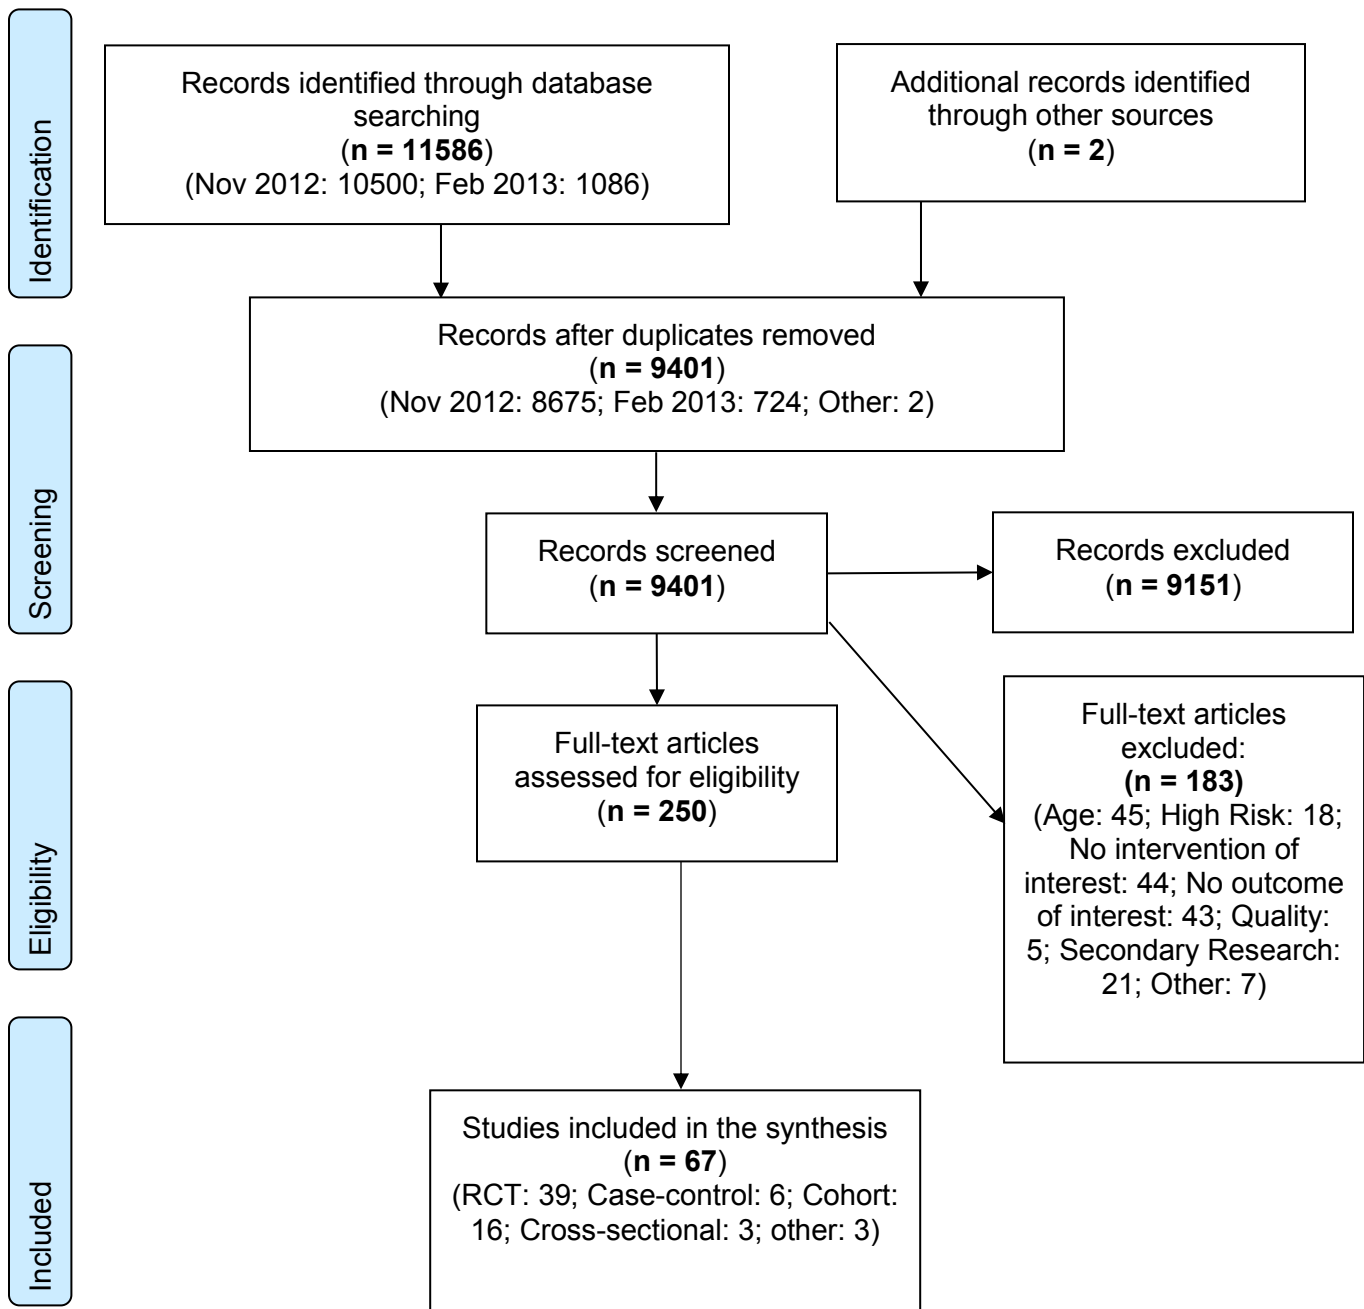 Identification
Records identified through database
searching
(n = 11586)
(Nov 2012: 10500; Feb 2013: 1086)
Additional records identified
through other sources
(n = 2)
Records after duplicates removed
(n = 9401)
(Nov 2012: 8675; Feb 2013: 724; Other: 2)
Screening
Records screened
(n = 9401)
Records excluded
(n = 9151)
Eligibility
Full-text articles
assessed for eligibility
(n = 250)
Full-text articles
excluded:
(n = 183)
(Age: 45; High Risk: 18;
No intervention of
interest: 44; No outcome
of interest: 43; Quality:
5; Secondary Research:
21; Other: 7)
Included
Studies included in the synthesis
(n = 67)
(RCT: 39; Case-control: 6; Cohort:
16; Cross-sectional: 3; other: 3)